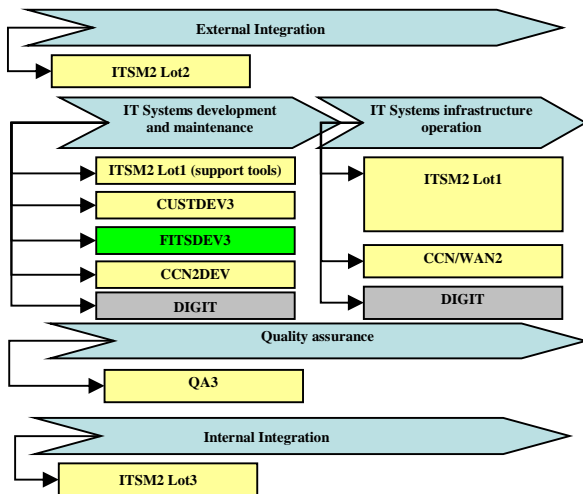 External Integration
ITSM2 Lot2
IT Systems development
and maintenance
ITSM2 Lot1 (support tools)
CUSTDEV3
FITSDEV3
CCN2DEV
DIGIT
IT Systems infrastructure
operation
ITSM2 Lot1
CCN/WAN2
DIGIT
Quality assurance
QA3
Internal Integration
ITSM2 Lot3